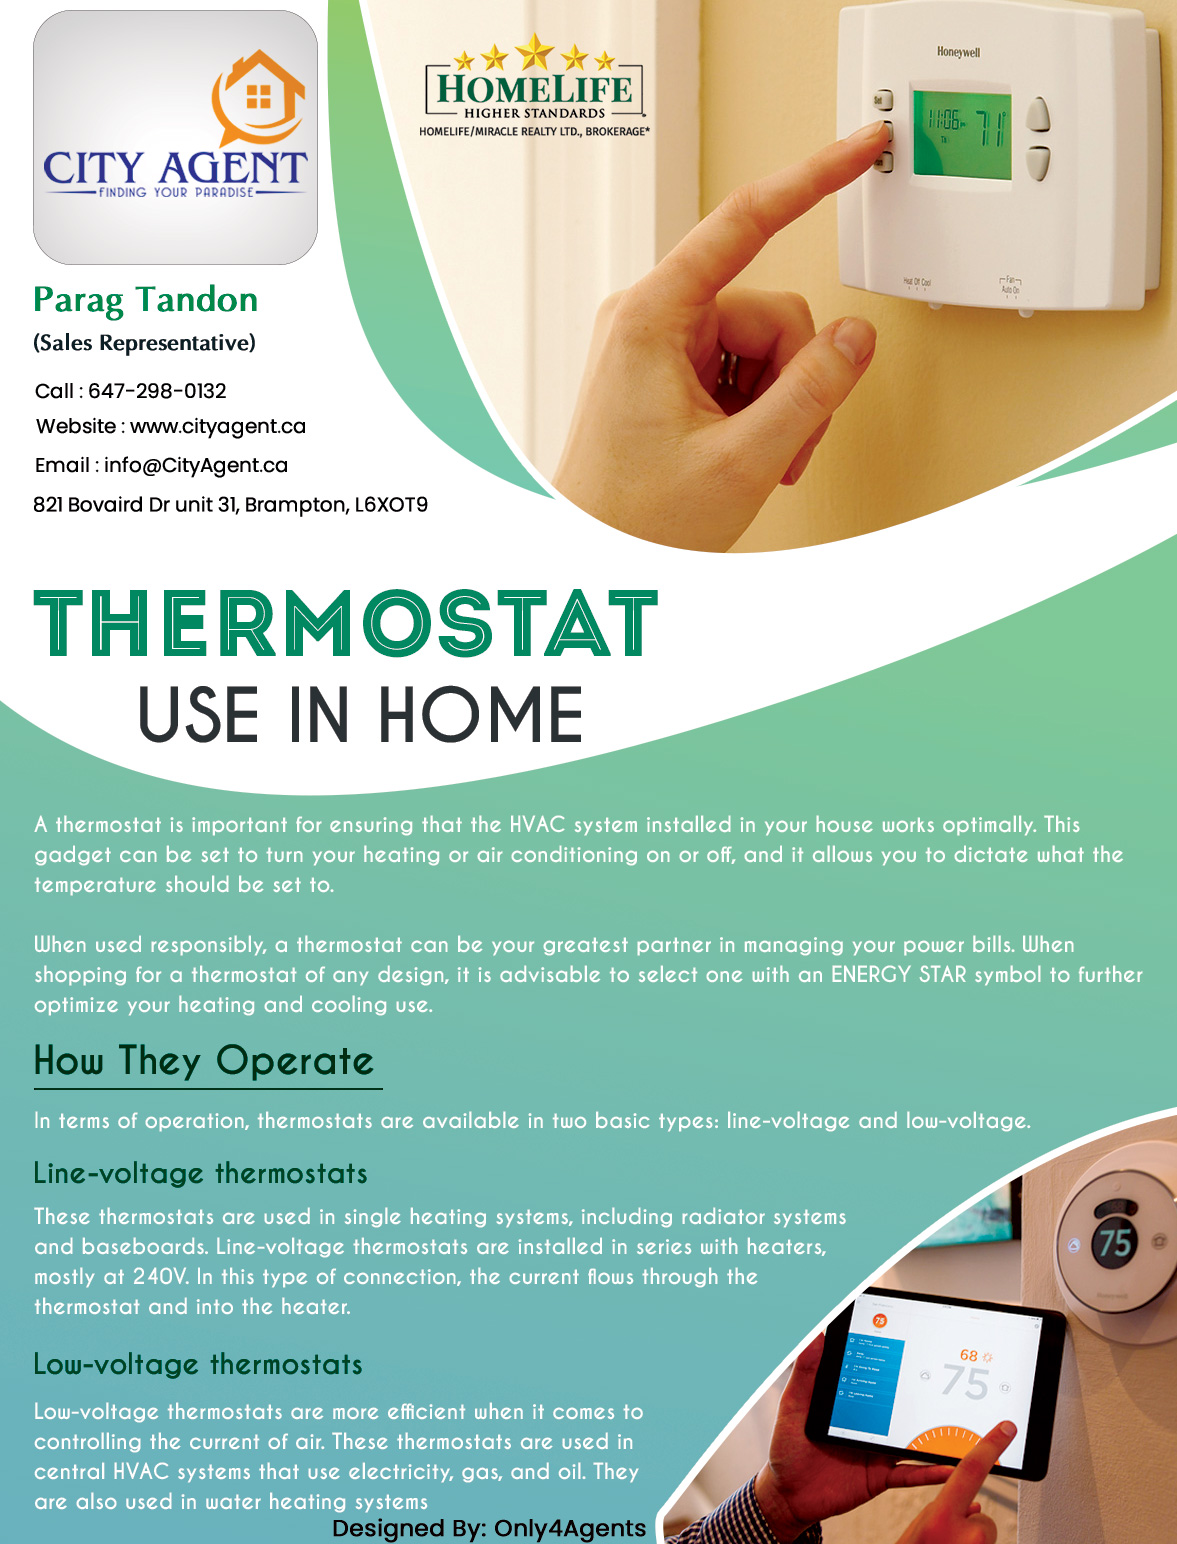 CITY AGENT
FINDING YOUR PARADISE
HOMELIFE
HIGHER STANDARDS
HOMELIFE/MIRACLE REALTY LTD., BROKERAGE*
Honeywell
Set
11:06
71°
Heat Off Cool
Fan
Auto On
Parag Tandon
(Sales Representative)
Call : 647-298-0132
Website : www.cityagent.ca
Email : info@CityAgent.ca
821 Bovaird Dr unit 31, Brampton, L6XOT9
THERMOSTAT
USE IN HOME
A thermostat is important for ensuring that the HVAC system installed in your house works optimally. This
gadget can be set to turn your heating or air conditioning on or off, and it allows you to dictate what the
temperature should be set to.
When used responsibly, a thermostat can be your greatest partner in managing your power bills. When
shopping for a thermostat of any design, it is advisable to select one with an ENERGY STAR symbol to further
optimize your heating and cooling use.
How They Operate
In terms of operation, thermostats are available in two basic types: line-voltage and low-voltage.
Line-voltage thermostats
These thermostats are used in single heating systems, including radiator systems
and baseboards. Line-voltage thermostats are installed in series with heaters,
mostly at 240V. In this type of connection, the current flows through the
thermostat and into the heater.
75
75
68
75
Low-voltage thermostats
Low-voltage thermostats are more efficient when it comes to
controlling the current of air. These thermostats are used in
central HVAC systems that use electricity, gas, and oil. They
are also used in water heating systems
Designed By: Only4Agents